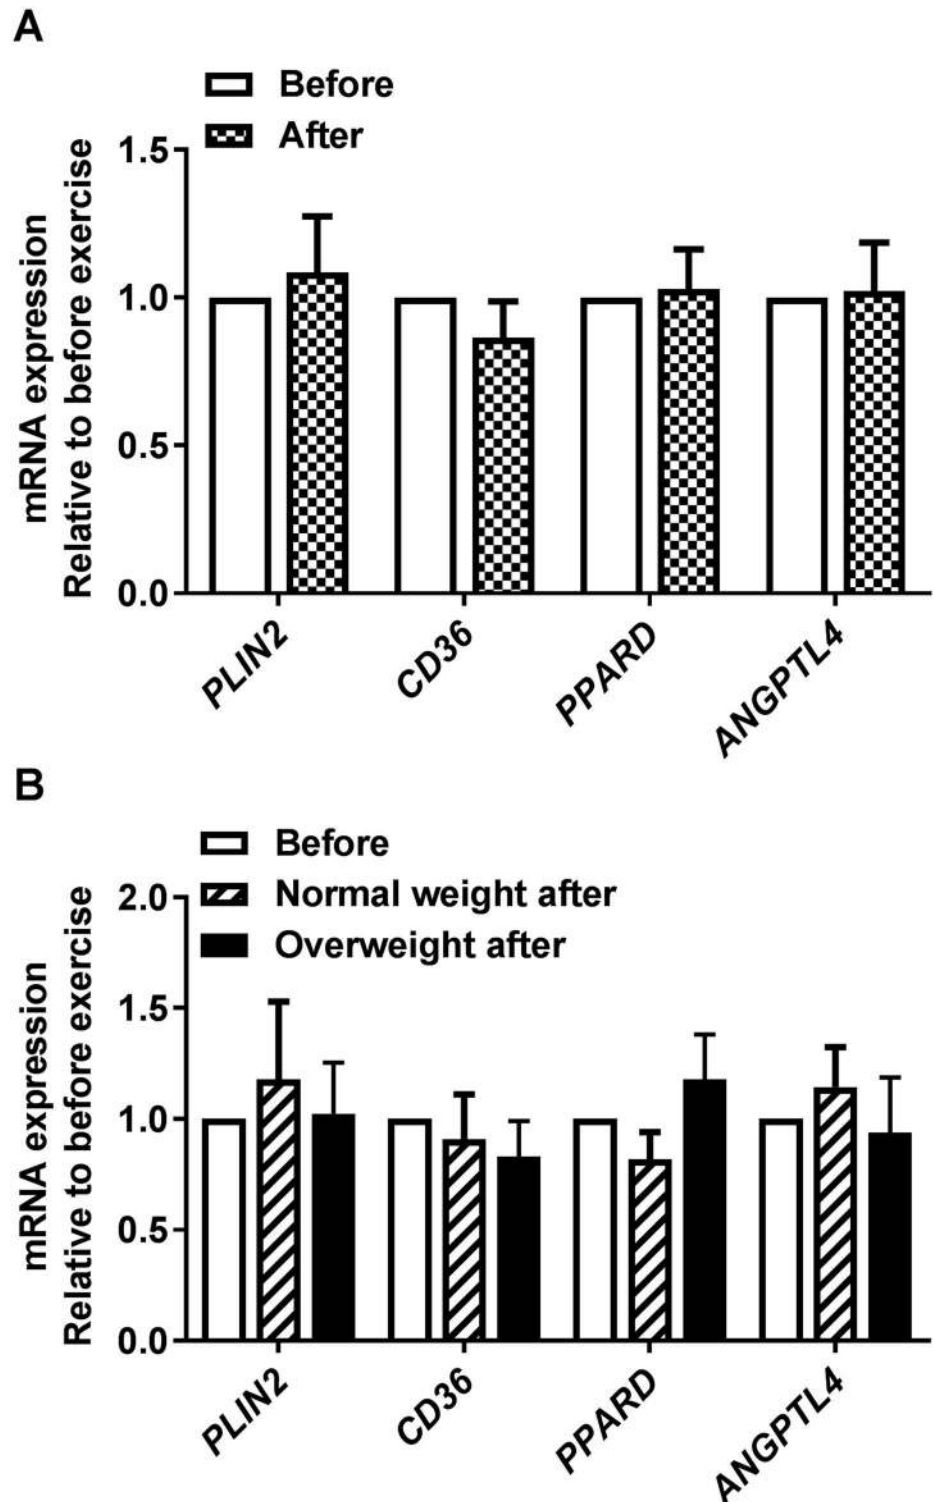 A
Before
After
mRNA expression
Relative to before exercise
1.5
1.0
0.5
0.0
PLIN2
CD36
PPARD
ANGPTL4
B
Before
Normal weight after
Overweight after
mRNA expression
Relative to before exercise
2.0
1.5
1.0
0.5
0.0
PLIN2
CD36
PPARD
ANGPTL4